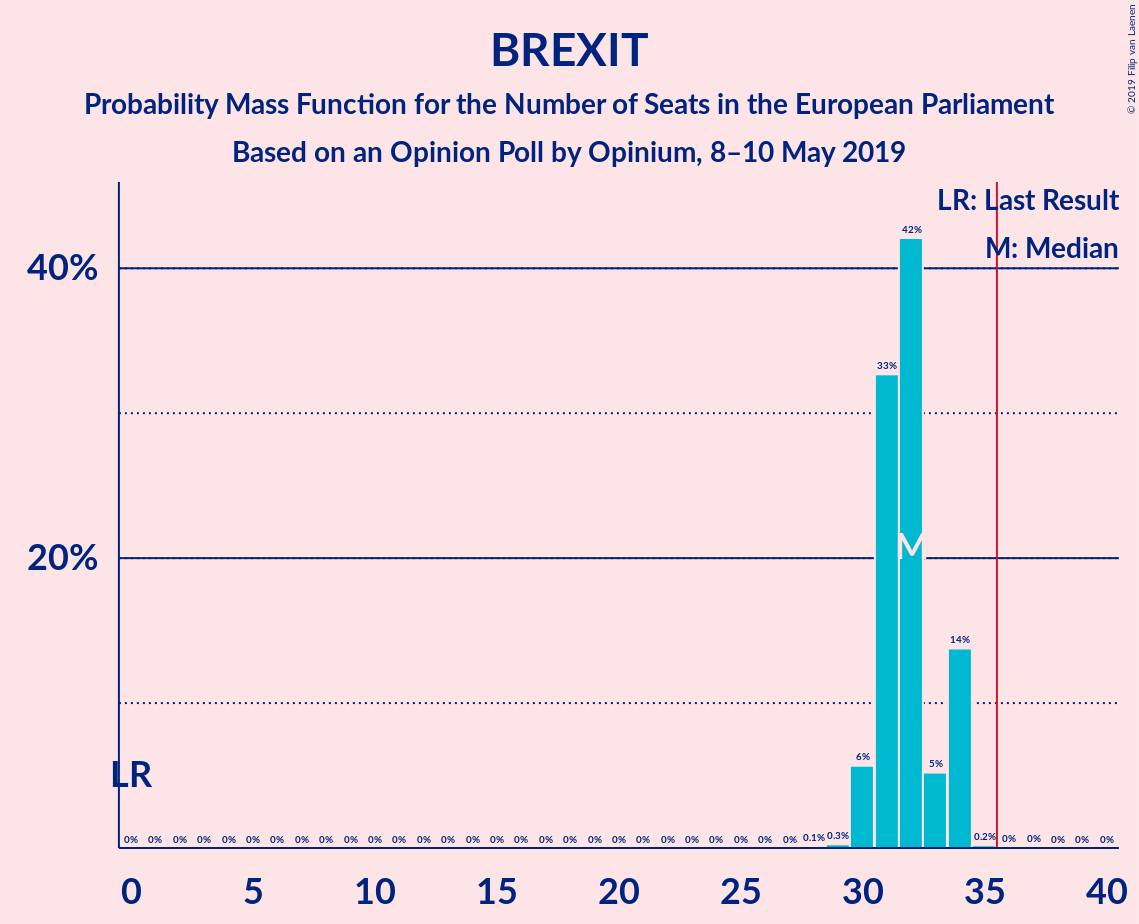 BREXIT
Probability Mass Function for the Number of Seats in the European Parliament
Based on an Opinion Poll by Opinium, 8–10 May 2019
© 2019 Filip van Laenen
LR: Last Result
M: Median
40%
20%
42%
33%
M
14%
6%
5%
LR
0% 0% 0% 0% 0% 0% 0% 0% 0% 0% 0% 0% 0% 0% 0% 0% 0% 0% 0% 0% 0% 0% 0% 0% 0% 0% 0% 0% 0.1% 0.3% 0.2% 0% 0% 0% 0% 0%
0 5 10 15 20 25 30 35 40